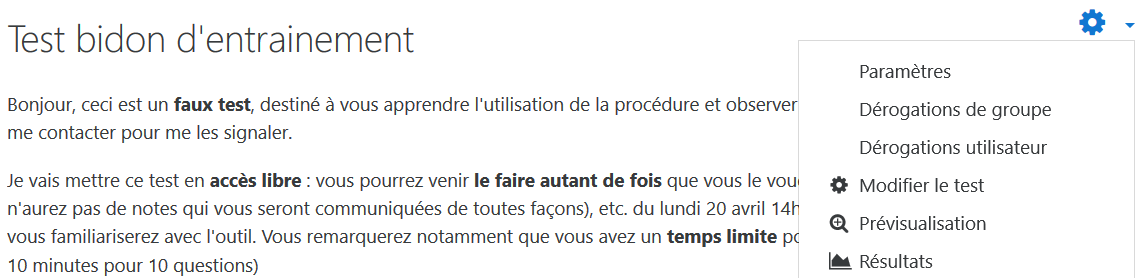 Test bidon d'entrainement
Bonjour, ceci est un faux test, destiné à vous apprendre l'utilisation de la procédure et observer
me contacter pour me les signaler.
Je vais mettre ce test en accès libre : vous pourrez venir le faire autant de fois que vous le
n'aurez pas de notes qui vous seront communiquées de toutes façons), etc. du lundi 20 avril 14h
vous familiariserez avec l'outil. Vous remarquerez notamment que vous avez un temps limite
10 minutes pour 10 questions)
Paramètres
Dérogations de groupe
Dérogations utilisateur
Modifier le test
Prévisualisation
Résultats